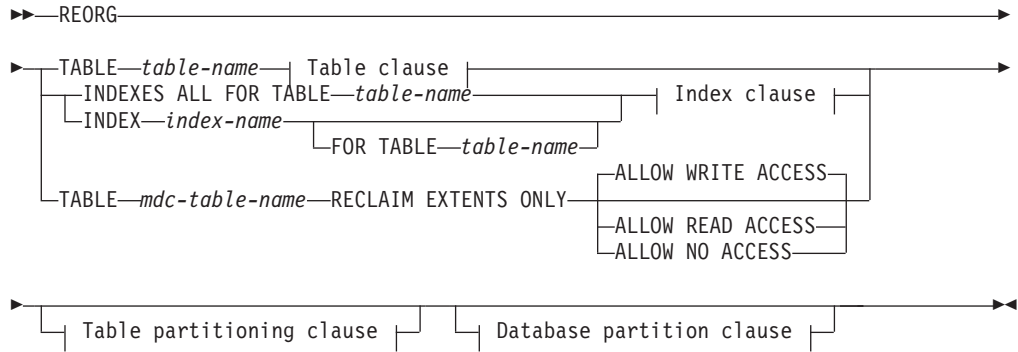 REORG
TABLE table-name Table clause
INDEXES ALL FOR TABLE table-name Index clause
INDEX index-name
FOR TABLE table-name
ALLOW WRITE ACCESS
TABLE mdc-table-name RECLAIM EXTENTS ONLY
ALLOW READ ACCESS
ALLOW NO ACCESS
Table partitioning clause Database partition clause